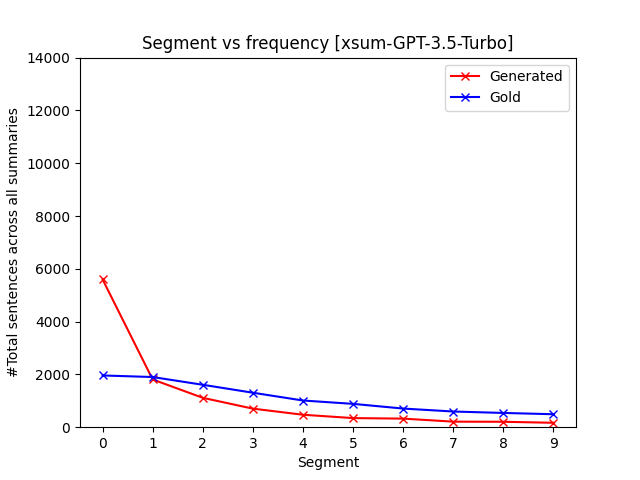 Segment vs frequency [xsum-GPT-3.5-Turbo]
Generated
Gold
#Total sentences across all summaries
14000
12000
10000
8000
6000
4000
2000
0
0 1 2 3 4 5 6 7 8 9
Segment